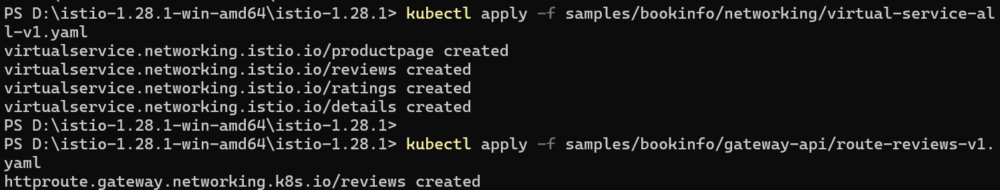 PS D:\istio-1.28.1-win-amd64\istio-1.28.1> kubectl apply -f samples/bookinfo/networking/virtual-service-al
l-v1.yaml
virtualservice.networking.istio.io/productpage created
virtualservice.networking.istio.io/reviews created
virtualservice.networking.istio.io/ratings created
virtualservice.networking.istio.io/details created
PS D:\istio-1.28.1-win-amd64\istio-1.28.1>
PS D:\istio-1.28.1-win-amd64\istio-1.28.1> kubectl apply -f samples/bookinfo/gateway-api/route-reviews-v1.
yaml
httproute.gateway.networking.k8s.io/reviews created